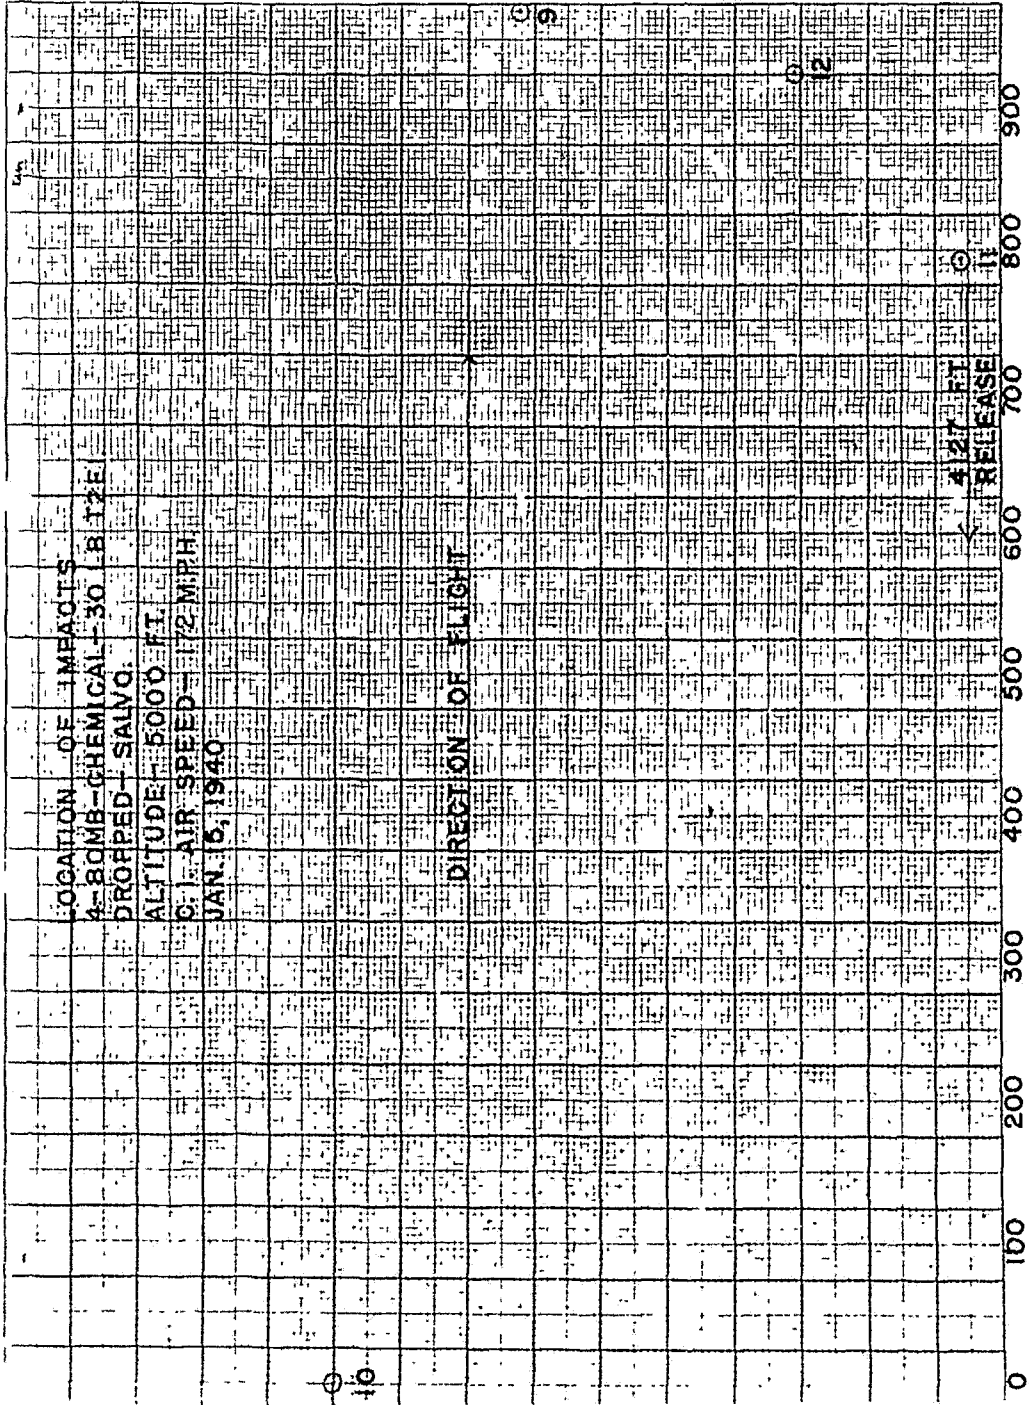 LOCATION OF IMPACTS
4-BOMB-CHEMICAL-30 LB T2E1
DROPPED-SALVO.
ALTITUDE-5000 FT.
C.I. AIR SPEED-172 M.P.H.
JAN. 15, 1940
10
DIRECTION OF FLIGHT
9
12
4127 FT
RELEASE
11
0 100 200 300 400 500 600 700 800 900